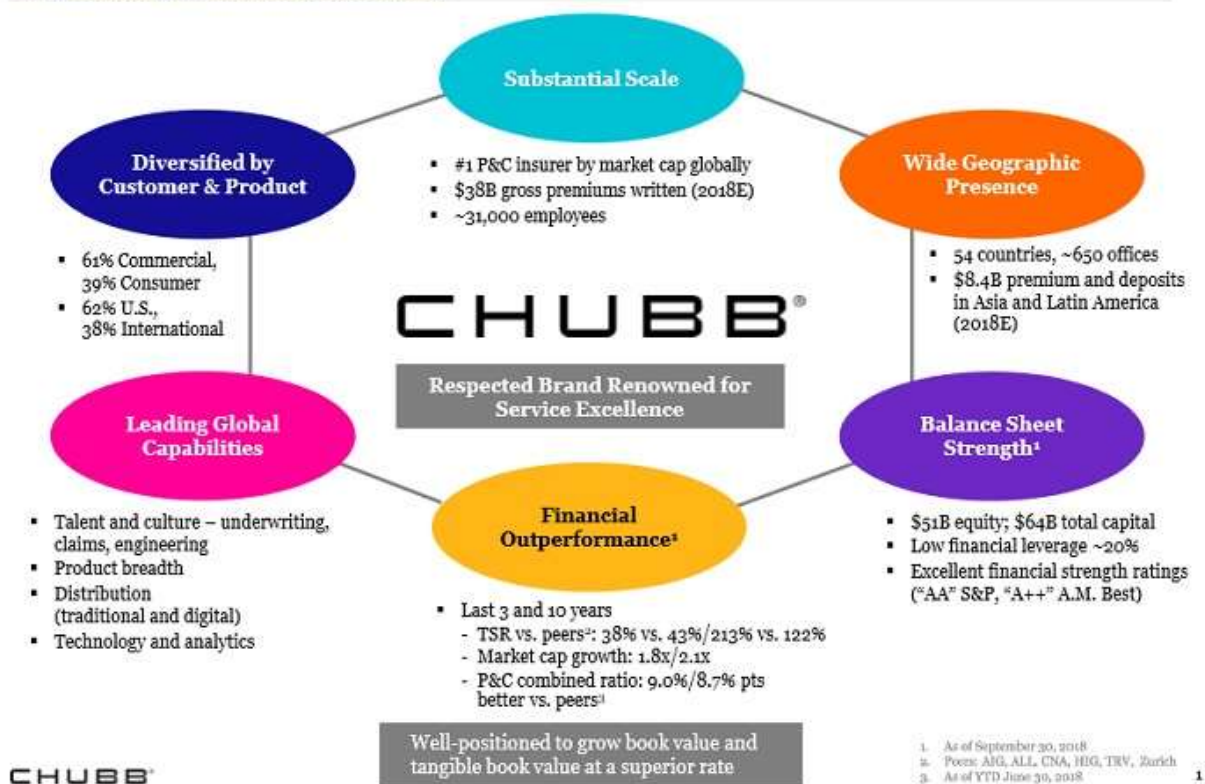 Substantial Scale
#1 P&C insurer by market cap globally
$38B gross premiums written (2018E)
~31,000 employees
Diversified by
Customer & Product
61% Commercial,
39% Consumer
62% U.S.,
38% International
Wide Geographic
Presence
54 countries, ~650 offices
$8.4B premium and deposits
in Asia and Latin America
(2018E)
CHUBB®
Respected Brand Renowned for
Service Excellence
Leading Global
Capabilities
Talent and culture – underwriting,
claims, engineering
Product breadth
Distribution
(traditional and digital)
Technology and analytics
Financial
Outperformance¹
Last 3 and 10 years
- TSR vs. peers²: 38% vs. 43%/213% vs. 122%
- Market cap growth: 1.8x/2.1x
- P&C combined ratio: 9.0%/8.7% pts
better vs. peers³
Balance Sheet
Strength¹
$51B equity; $64B total capital
Low financial leverage ~20%
Excellent financial strength ratings
("AA" S&P, "A++" A.M. Best)
Well-positioned to grow book value and
tangible book value at a superior rate
CHUBB®
1. As of September 30, 2018
2. Peers: AIG, ALL, CNA, HIG, TRV, Zurich
3. As of YTD June 30, 2018
1